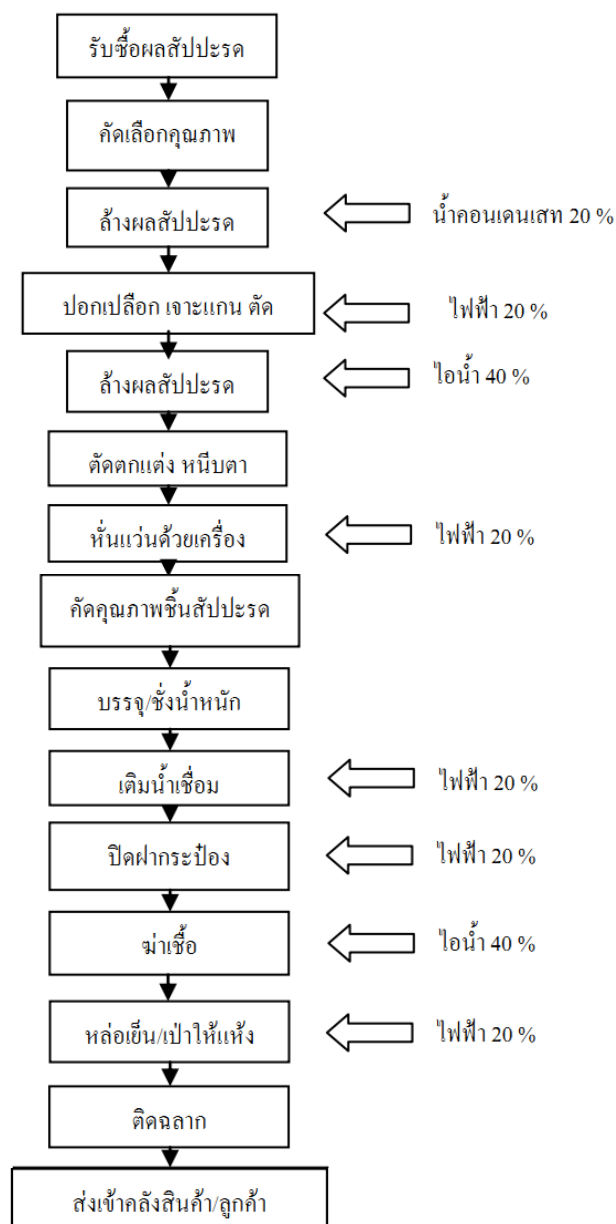 รับซื้อผลสัปปะรด
คัดเลือกคุณภาพ
ล้างผลสัปปะรด
น้ำคอนเดนเสท 20 %
ปอกเปลือก เจาะแกน ตัด
ไฟฟ้า 20 %
ล้างผลสัปปะรด
ไอน้ำ 40 %
ตัดตกแต่ง หนีบตา
หั่นแว่นด้วยเครื่อง
ไฟฟ้า 20 %
คัดคุณภาพชิ้นสัปปะรด
บรรจุ/ชั่งน้ำหนัก
เติมน้ำเชื่อม
ไฟฟ้า 20 %
ปิดฝากระป๋อง
ไฟฟ้า 20 %
ฆ่าเชื้อ
ไอน้ำ 40 %
หล่อเย็น/เป่าให้แห้ง
ไฟฟ้า 20 %
ติดฉลาก
ส่งเข้าคลังสินค้า/ลูกค้า